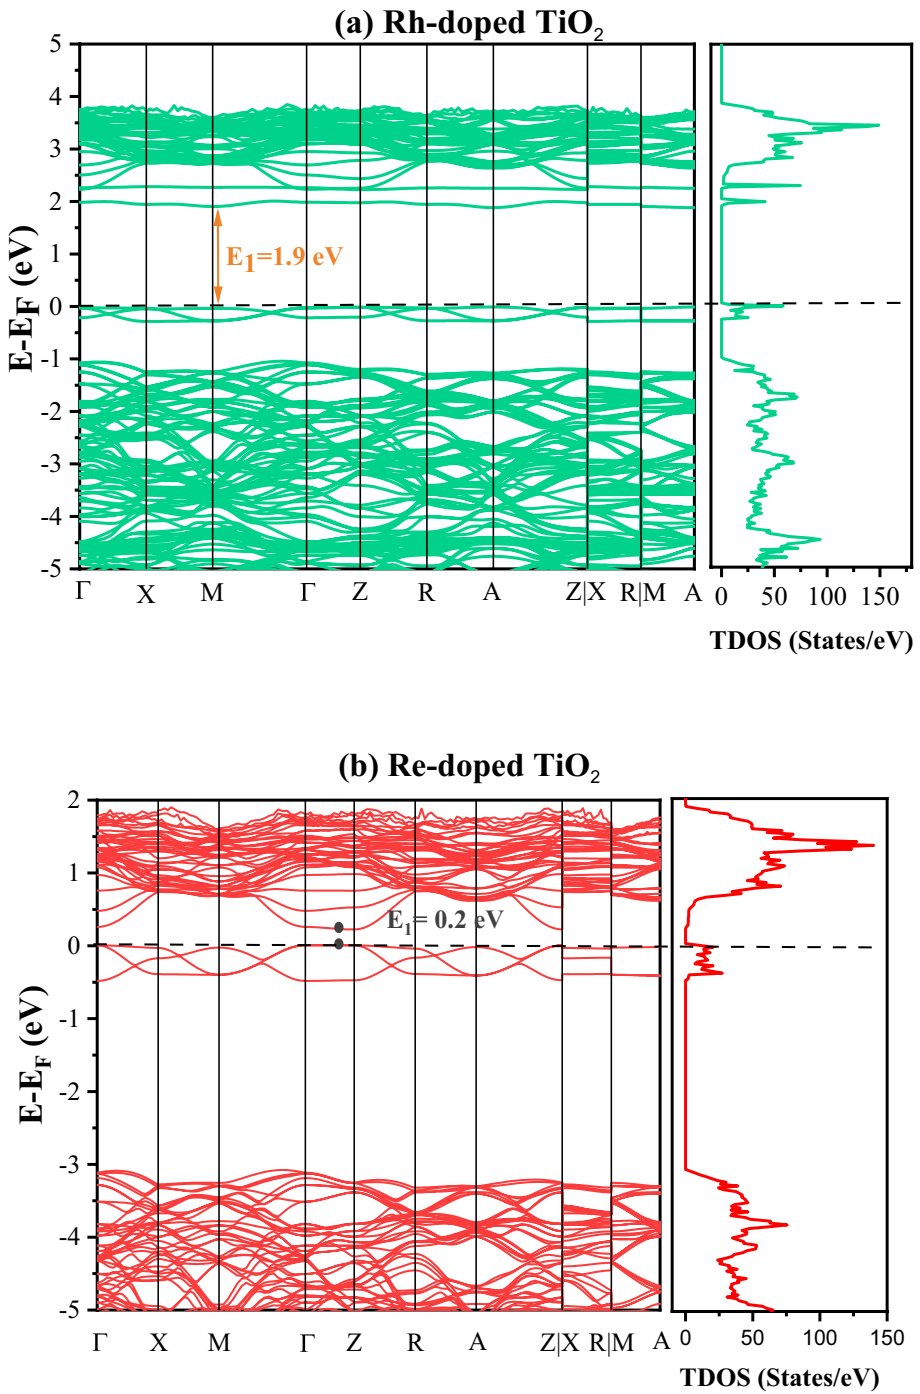 (a) Rh-doped TiO₂
5
4
3
2
1
0
-1
-2
-3
-4
-5
E-E_F (eV)
E₁=1.9 eV
Γ X M Γ Z R A Z|X R|M A
0 50 100 150
TDOS (States/eV)
(b) Re-doped TiO₂
2
1
0
-1
-2
-3
-4
-5
E-E_F (eV)
E₁= 0.2 eV
Γ X M Γ Z R A Z|X R|M A
0 50 100 150
TDOS (States/eV)